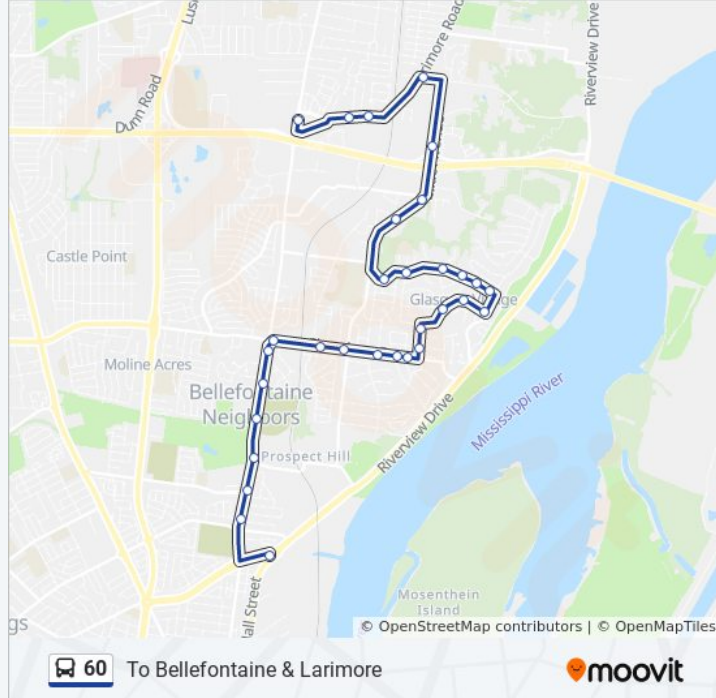 Lus
Larimore Road
Riverview Drive
Dunn Road
Castle Point
Glasgow Village
Moline Acres
Bellefontaine
Neighbors
Mississippi River
Riverview Drive
Prospect Hill
Mosenthein
Island
Hall Street
gs
© OpenStreetMap contributors | © OpenMapTiles
60 To Bellefontaine & Larimore
moovit